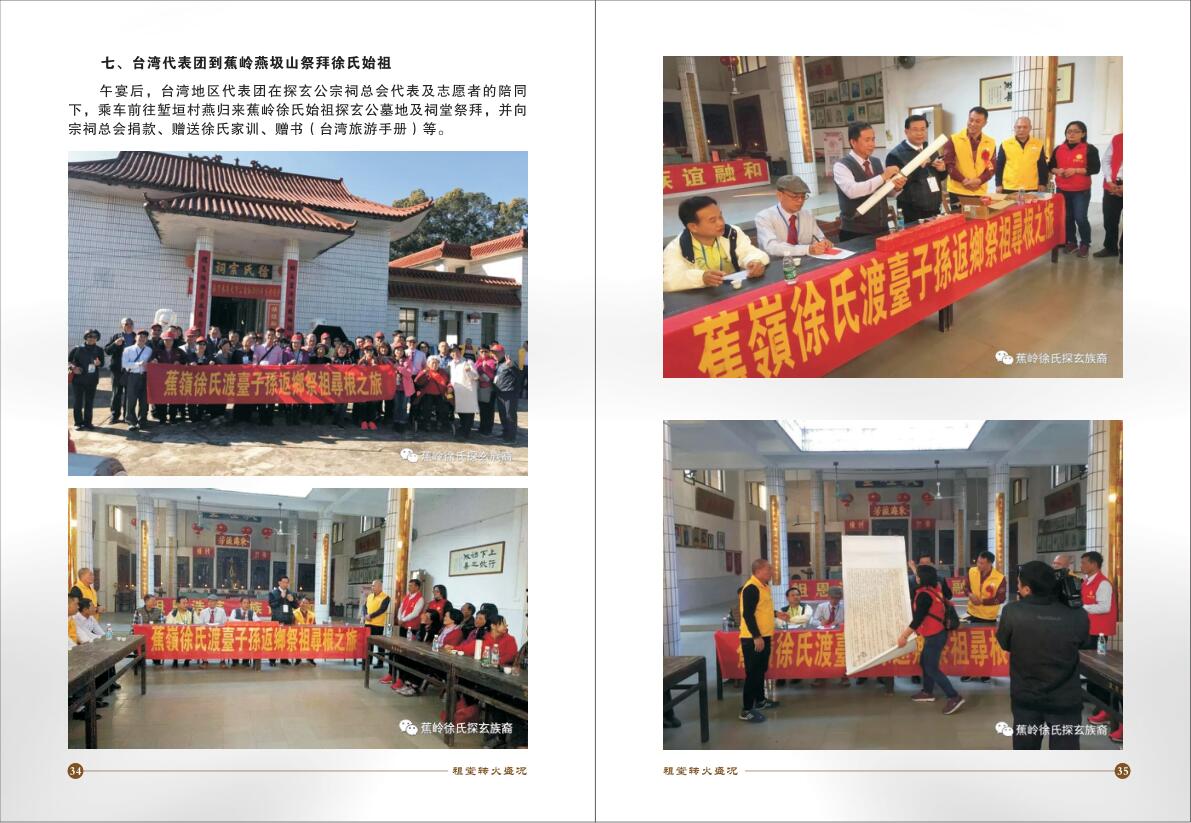 七、台湾代表团到蕉岭燕圾山祭拜徐氏始祖
午宴后，台湾地区代表团在探玄公宗祠总会代表及志愿者的陪同
下，乘车前往堑垣村燕归来蕉岭徐氏始祖探玄公墓地及祠堂祭拜，并向
宗祠总会捐款、赠送徐氏家训、赠书（台湾旅游手册）等。
祠宗氏徐
蕉嶺徐氏渡臺子孫返鄉祭祖尋根之旅
蕉岭徐氏探玄族裔
蕉嶺徐氏渡臺子孫返鄉祭祖尋根之旅
蕉岭徐氏探玄族裔
34
祖堂转火盛况
族谊融和
蕉嶺徐氏渡臺子孫返鄉祭祖尋根之旅
蕉岭徐氏探玄族裔
祖恩
徐氏渡
祭祖尋根
蕉岭徐氏探玄族裔
祖堂转火盛况
35